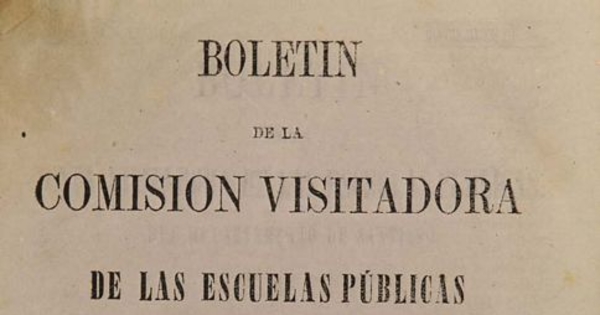 BOLETIN
DE LA
COMISION VISITADORA
DE LAS ESCUELAS PÚBLICAS